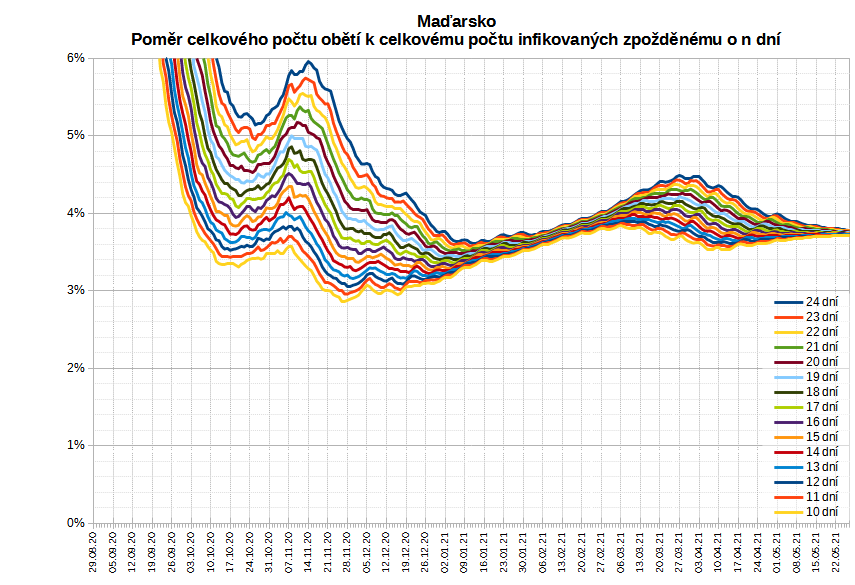 Maďarsko
Poměr celkového počtu obětí k celkovému počtu infikovaných zpožděnému o n dní
6%
5%
4%
3%
2%
1%
0%
24 dní
23 dní
22 dní
21 dní
20 dní
19 dní
18 dní
17 dní
16 dní
15 dní
14 dní
13 dní
12 dní
11 dní
10 dní
29.08.20
05.09.20
12.09.20
19.09.20
26.09.20
03.10.20
10.10.20
17.10.20
24.10.20
31.10.20
07.11.20
14.11.20
21.11.20
28.11.20
05.12.20
12.12.20
19.12.20
26.12.20
02.01.21
09.01.21
16.01.21
23.01.21
30.01.21
06.02.21
13.02.21
20.02.21
27.02.21
06.03.21
13.03.21
20.03.21
27.03.21
03.04.21
10.04.21
17.04.21
24.04.21
01.05.21
08.05.21
15.05.21
22.05.21